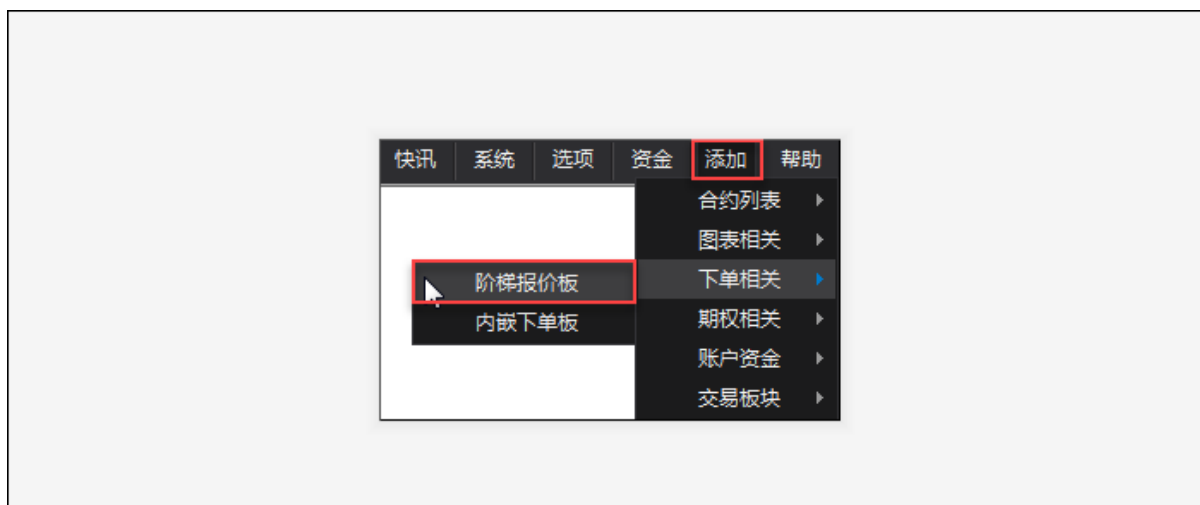 快讯 系统 选项 资金 添加 帮助
合约列表
图表相关
阶梯报价板 下单相关
内嵌下单板 期权相关
账户资金
交易板块